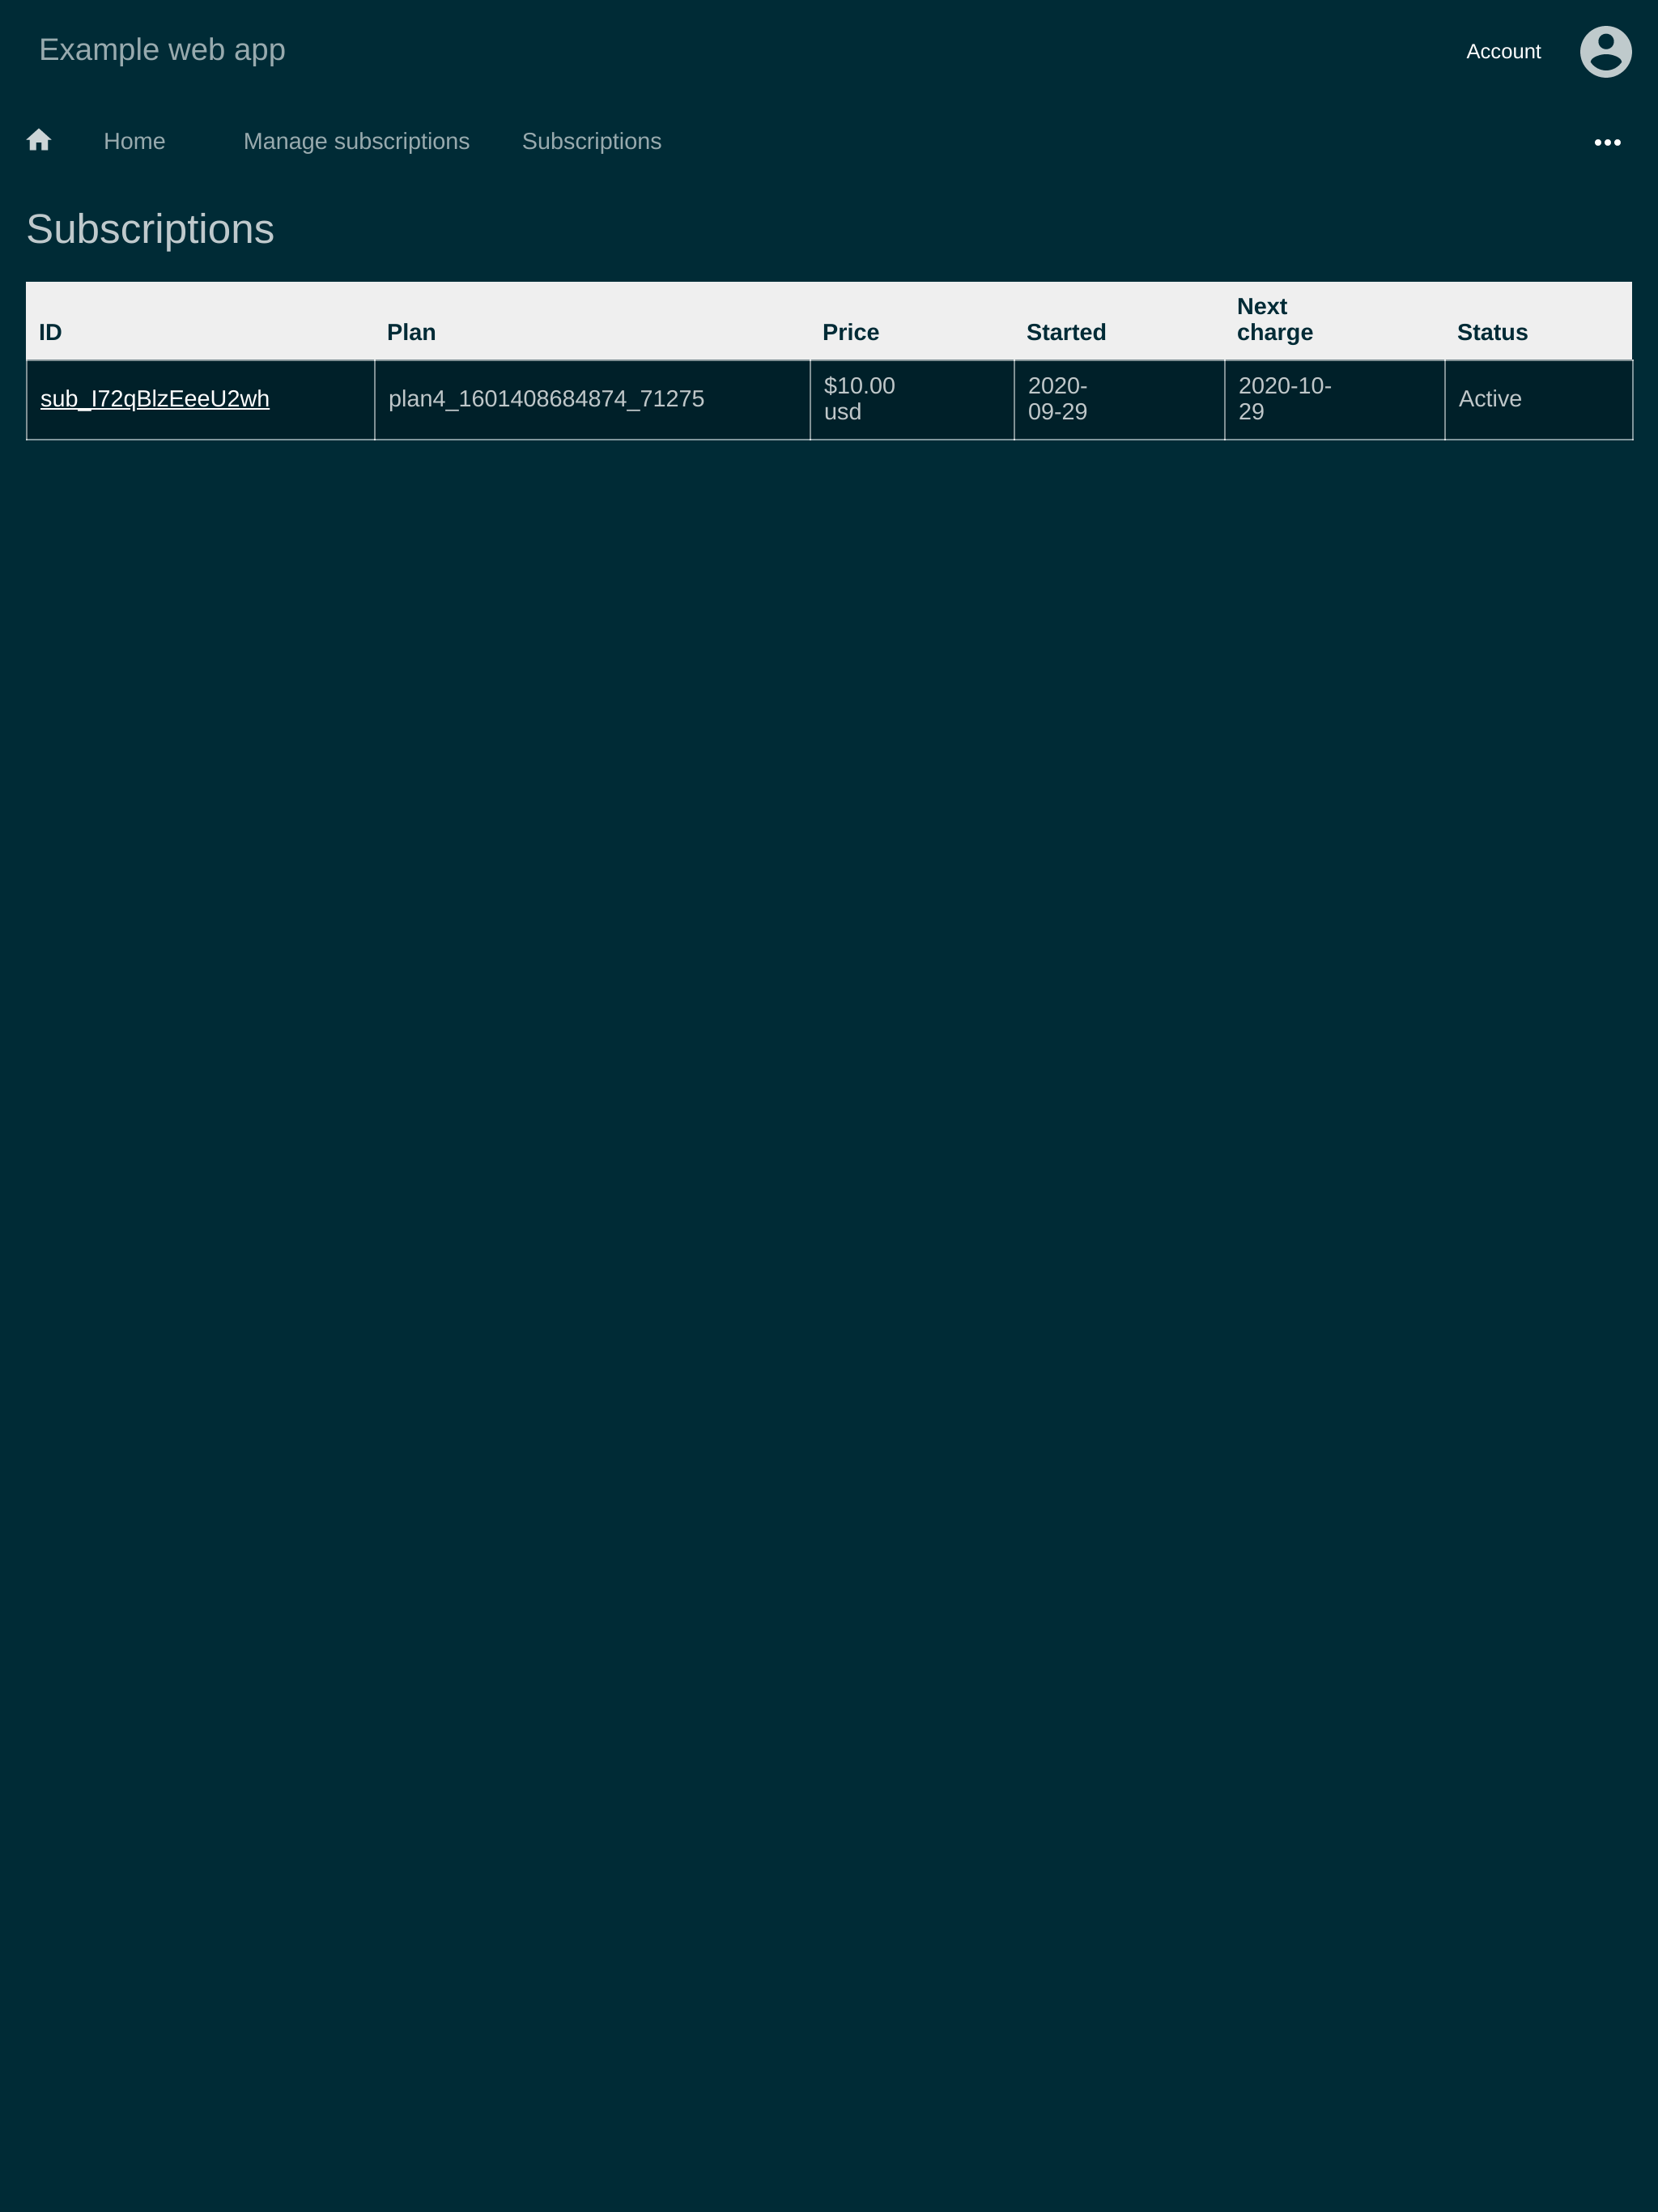 Example web app
Account
Home
Manage subscriptions
Subscriptions
Subscriptions
ID
Plan
Price
Started
Next
charge
Status
sub_I72qBlzEeeU2wh
plan4_1601408684874_71275
$10.00
usd
2020-
09-29
2020-10-
29
Active